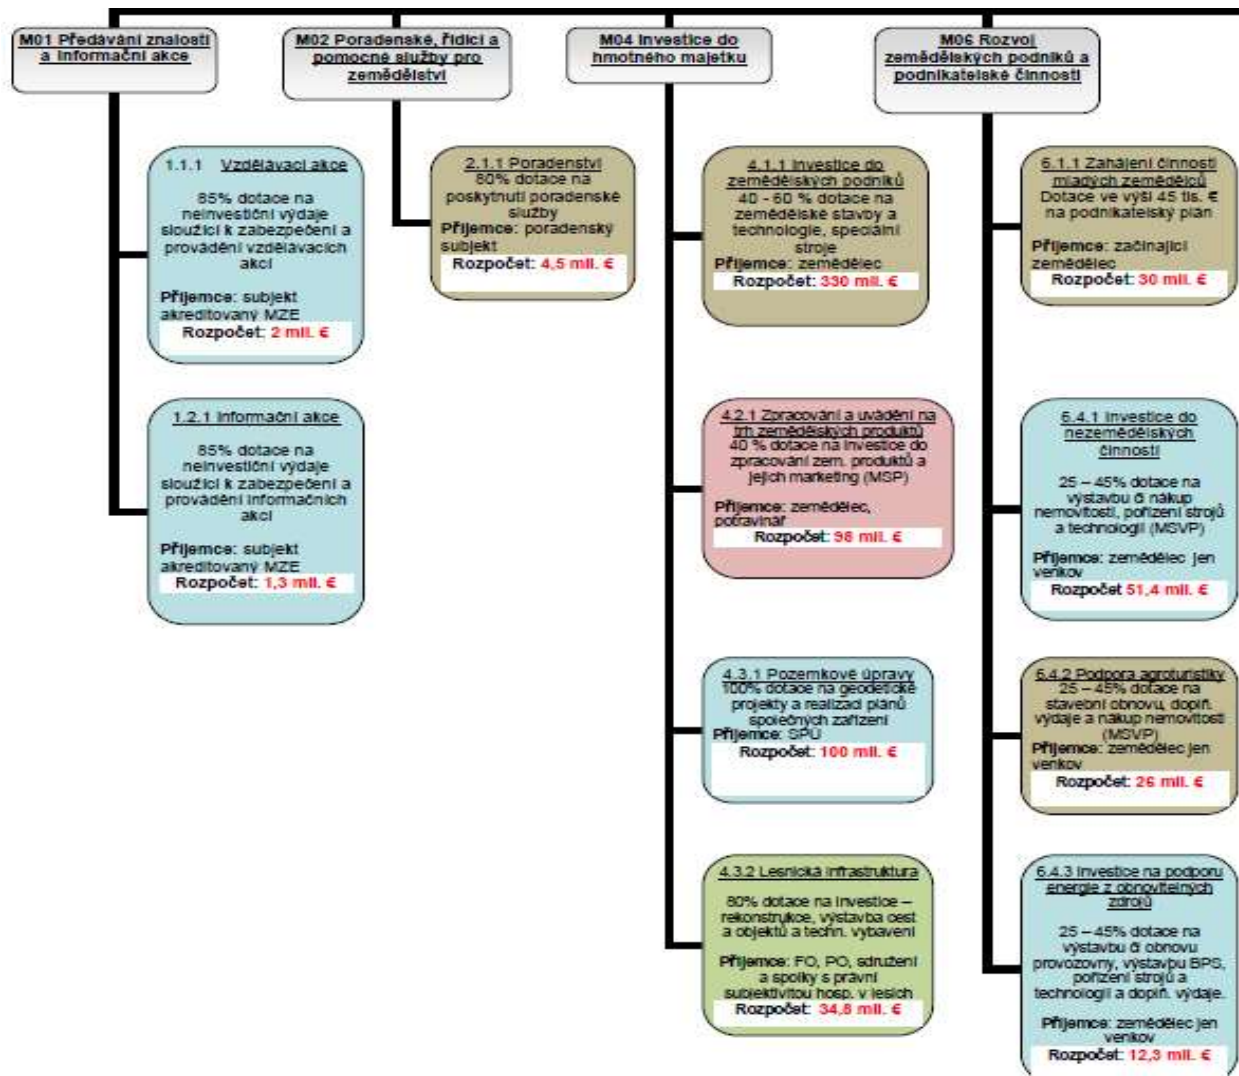 M01 Předávání znalostí
a informační akce
1.1.1 Vzdělávací akce
85% dotace na
neinvestiční výdaje
sloužící k zabezpečení a
provádění vzdělávacích
akcí
Příjemce: subjekt
akreditovaný MZE
Rozpočet: 2 mil. €
1.2.1 Informační akce
85% dotace na
neinvestiční výdaje
sloužící k zabezpečení a
provádění informačních
akcí
Příjemce: subjekt
akreditovaný MZE
Rozpočet: 1,3 mil. €
M02 Poradenské, řídící a
pomocné služby pro
zemědělství
2.1.1 Poradenství
80% dotace na
poskytnutí poradenské
služby
Příjemce: poradenský
subjekt
Rozpočet: 4,5 mil. €
M04 Investice do
hmotného majetku
4.1.1 Investice do
zemědělských podniků
40 - 60 % dotace na
zemědělské stavby a
technologie, speciální
stroje
Příjemce: zemědělec
Rozpočet: 330 mil. €
4.2.1 Zpracování a uvádění na
trh zemědělských produktů
40 % dotace na investice do
zpracování zem. produktů a
jejich marketing (MSP)
Příjemce: zemědělec,
potravinář
Rozpočet: 98 mil. €
4.3.1 Pozemkové úpravy
100% dotace na geodetické
projekty a realizaci plánů
společných zařízení
Příjemce: SPÚ
Rozpočet: 100 mil. €
4.3.2 Lesnická infrastruktura
80% dotace na investice –
rekonstrukce, výstavba cest
a objektů a techn. vybavení
Příjemce: FO, PO, sdružení
a spolky s právní
subjektivitou hosp. v lesích
Rozpočet: 34,8 mil. €
M06 Rozvoj
zemědělských podniků a
podnikatelské činnosti
6.1.1 Zahájení činnosti
mladých zemědělců
Dotace ve výši 45 tis. €
na podnikatelský plán
Příjemce: začínající
zemědělec
Rozpočet: 30 mil. €
6.4.1 Investice do
nezemědělských
činností
25 – 45% dotace na
výstavbu či nákup
nemovitostí, pořízení strojů
a technologií (MSVP)
Příjemce: zemědělec jen
venkov
Rozpočet 51,4 mil. €
6.4.2 Podpora agroturistiky
25 – 45% dotace na
stavební obnovu, doplň.
výdaje a nákup nemovitostí
(MSVP)
Příjemce: zemědělec jen
venkov
Rozpočet: 26 mil. €
6.4.3 Investice na podporu
energie z obnovitelných
zdrojů
25 – 45% dotace na
výstavbu či obnovu
provozovny, výstavbu BPS,
pořízení strojů a
technologií a doplň. výdaje.
Příjemce: zemědělec jen
venkov
Rozpočet: 12,3 mil. €